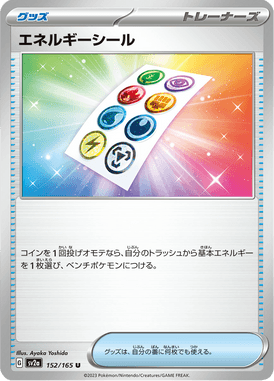 グッズ
トレーナーズ
エネルギーシール
コインを1回投げオモテなら、自分のトラッシュから基本エネルギー
を1枚選び、ベンチポケモンにつける。
Illus. Ayaka Yoshida
G sv2a 152/165 U
グッズは、自分の番に何枚でも使える。
©2023 Pokémon/Nintendo/Creatures/GAME FREAK.